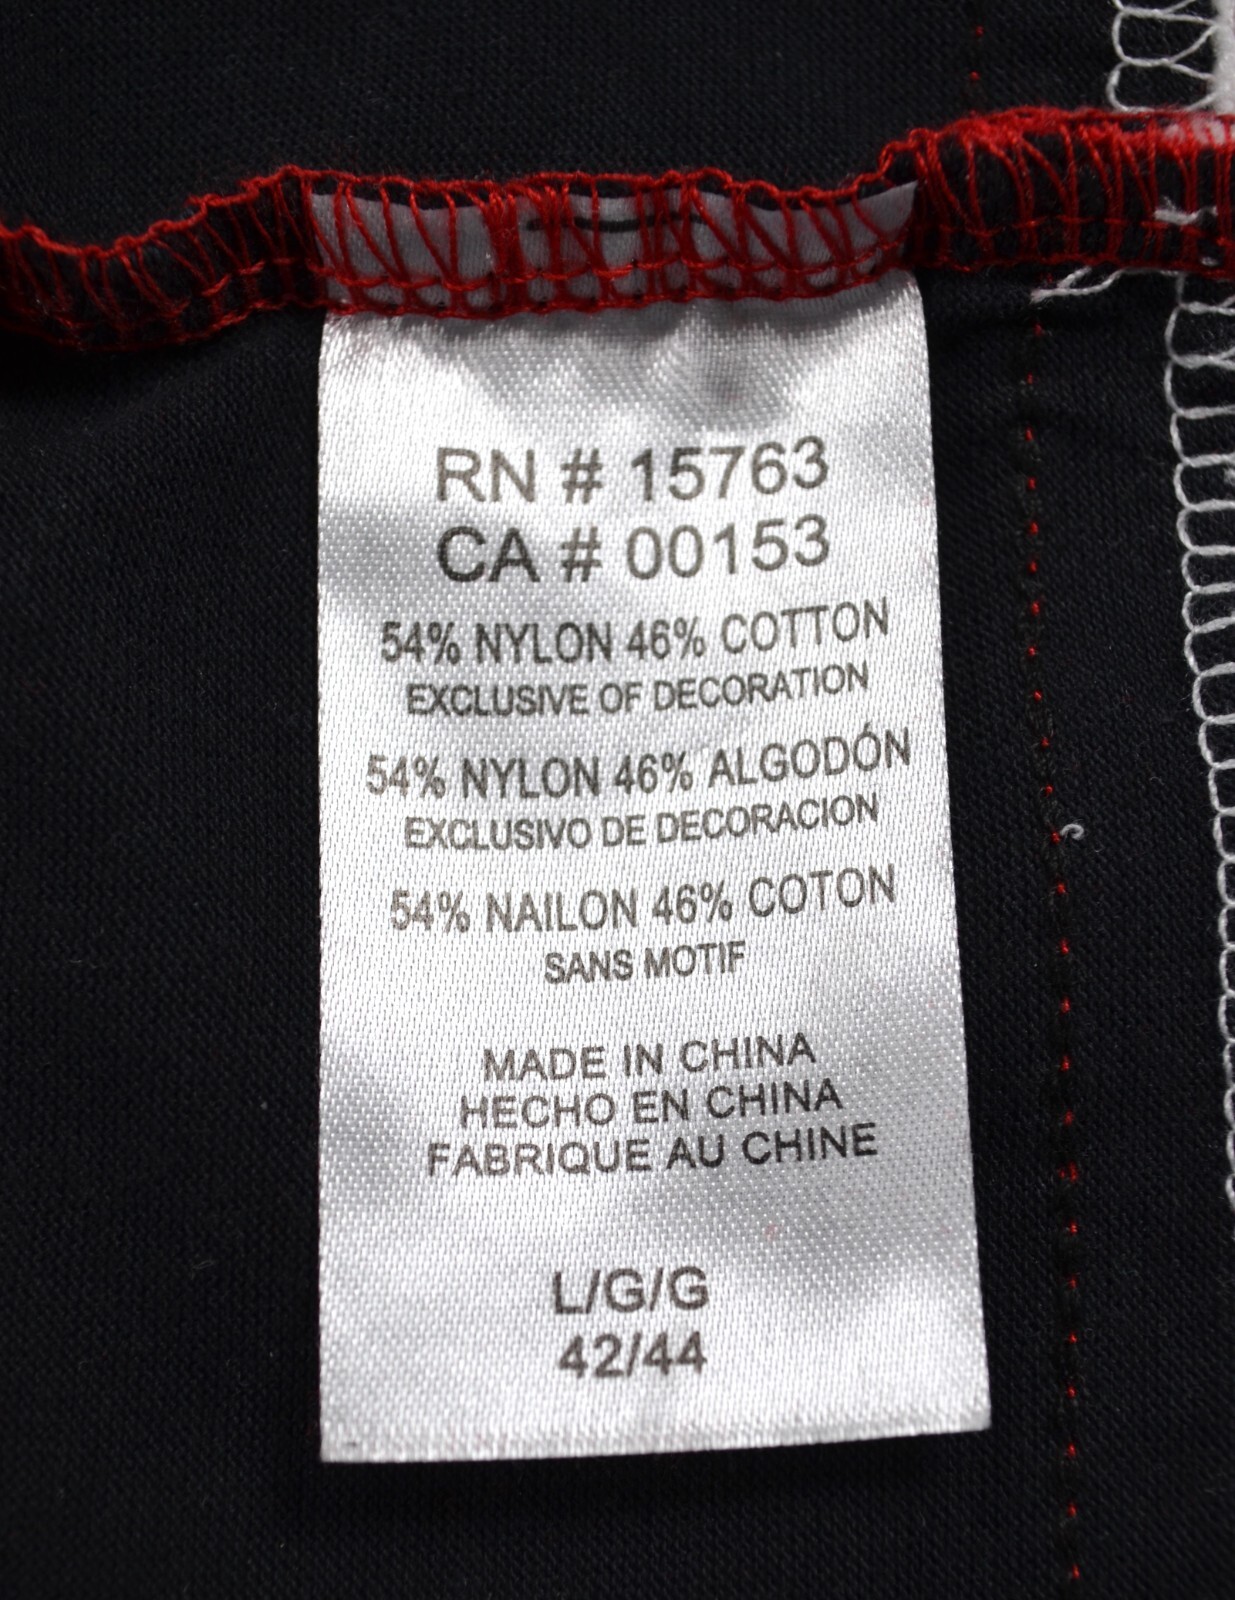 RN # 15763
CA # 00153
54% NYLON 46% COTTON
EXCLUSIVE OF DECORATION
54% NYLON 46% ALGODÓN
EXCLUSIVO DE DECORACION
54% NAILON 46% COTON
SANS MOTIF
MADE IN CHINA
HECHO EN CHINA
FABRIQUE AU CHINE
L/G/G
42/44